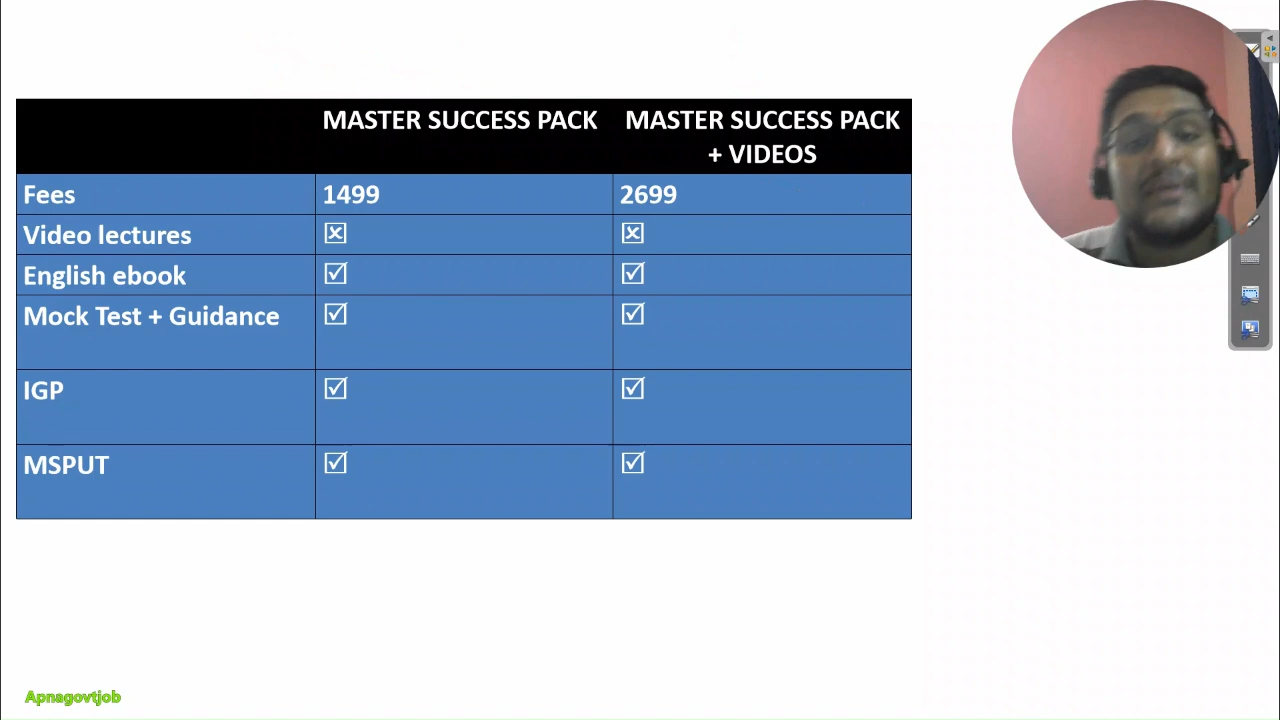 MASTER SUCCESS PACK
MASTER SUCCESS PACK
+ VIDEOS
Fees 1499 2699
Video lectures ☒ ☒
English ebook ☑ ☑
Mock Test + Guidance ☑ ☑
IGP ☑ ☑
MSPUT ☑ ☑
Apnagovtjob